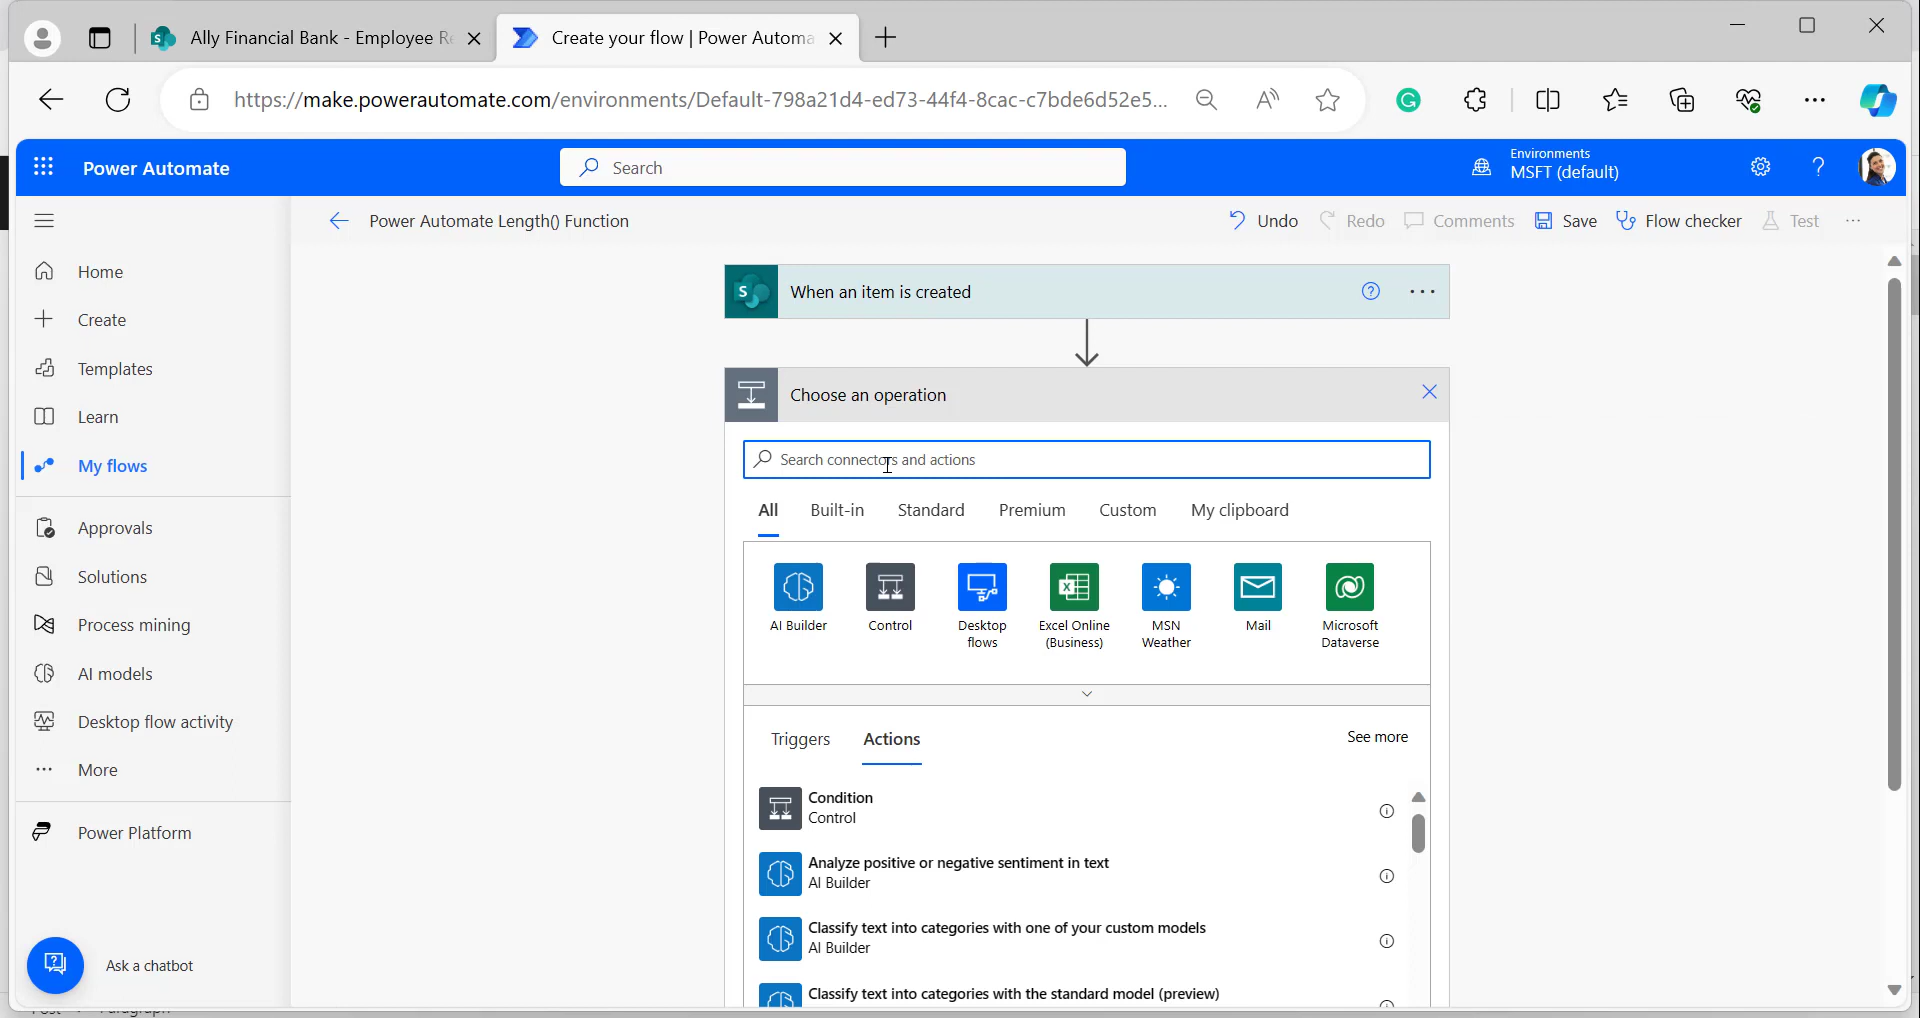 Ally Financial Bank - Employee Re
Create your flow | Power Automa
https://make.powerautomate.com/environments/Default-798a21d4-ed73-44f4-8cac-c7bde6d52e5...
Power Automate
Search
Environments
MSFT (default)
Power Automate Length() Function
Undo
Redo
Comments
Save
Flow checker
Test
Home
Create
Templates
Learn
My flows
Approvals
Solutions
Process mining
AI models
Desktop flow activity
More
Power Platform
Ask a chatbot
When an item is created
Choose an operation
Search connectors and actions
All
Built-in
Standard
Premium
Custom
My clipboard
AI Builder
Control
Desktop flows
Excel Online (Business)
MSN Weather
Mail
Microsoft Dataverse
Triggers
Actions
See more
Condition
Control
Analyze positive or negative sentiment in text
AI Builder
Classify text into categories with one of your custom models
AI Builder
Classify text into categories with the standard model (preview)